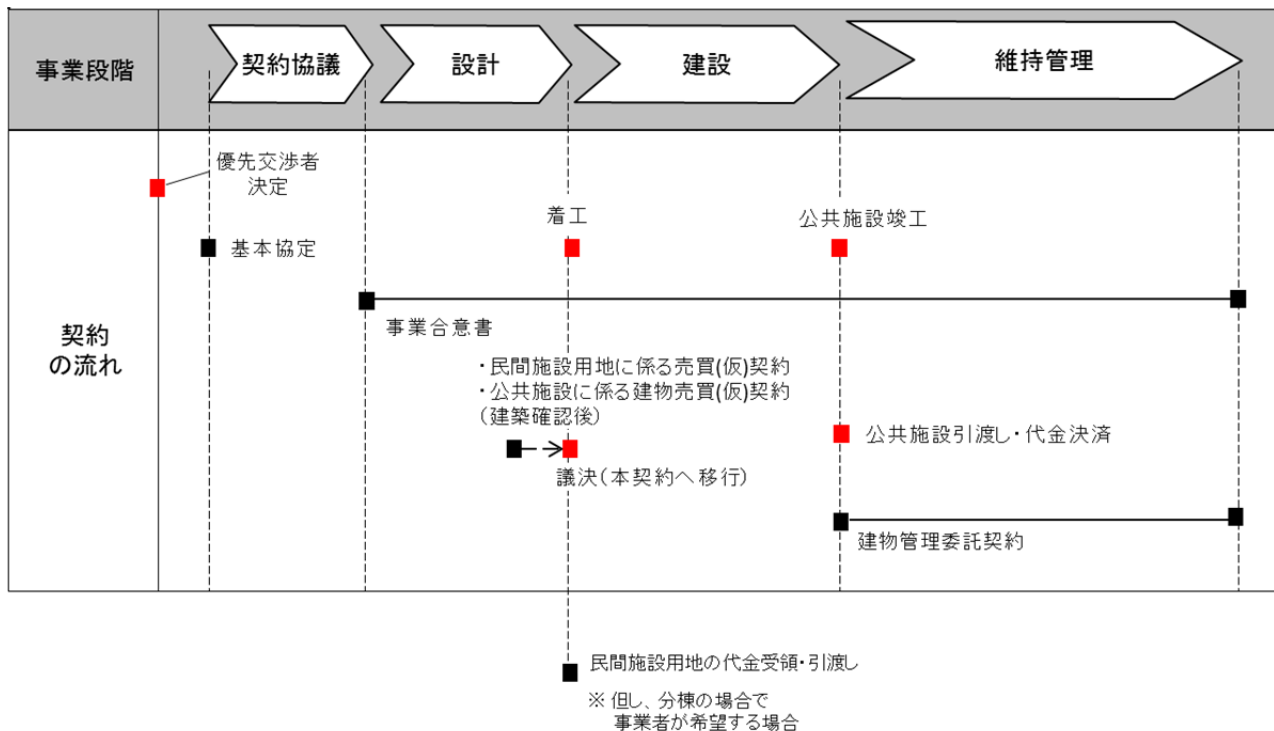 事業段階
契約協議
設計
建設
維持管理
契約
の流れ
優先交渉者
決定
基本協定
着工
公共施設竣工
事業合意書
・民間施設用地に係る売買(仮)契約
・公共施設に係る建物売買(仮)契約
(建築確認後)
議決(本契約へ移行)
公共施設引渡し・代金決済
建物管理委託契約
民間施設用地の代金受領・引渡し
※ 但し、分棟の場合で
事業者が希望する場合